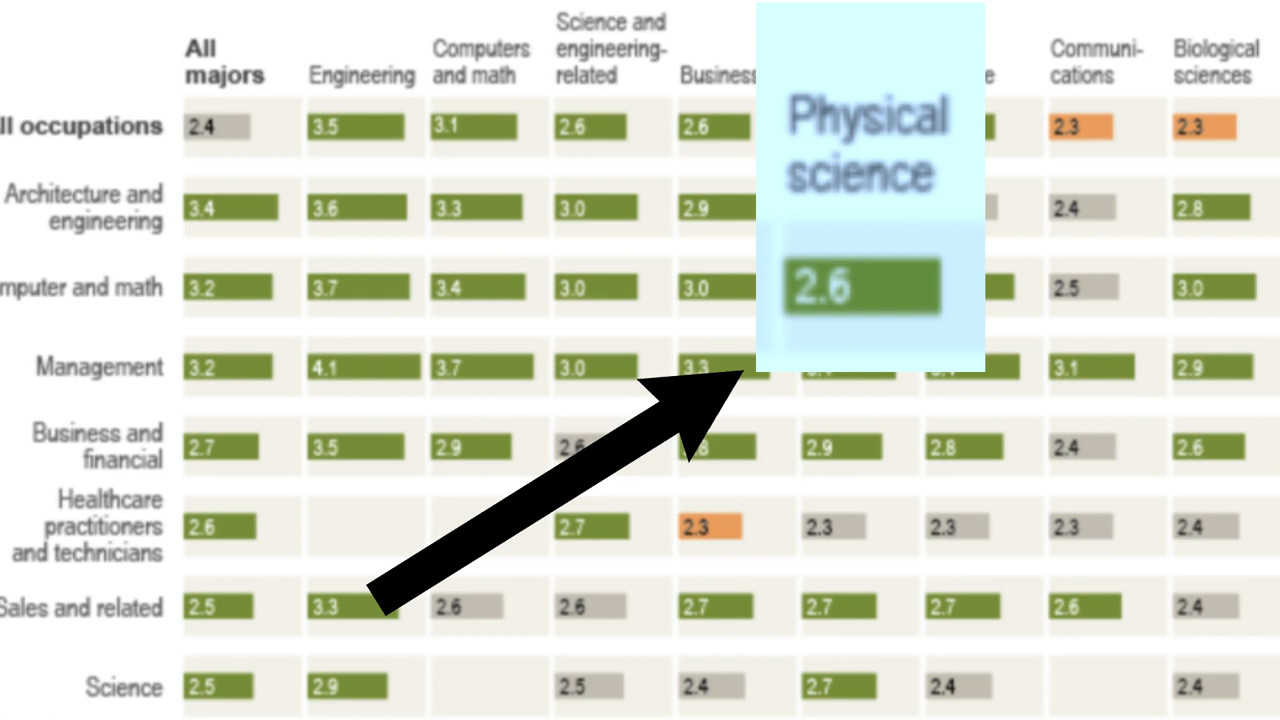 All
majors
Engineering
Computers
and math
Science and
engineering-
related
Business
Physical
science
e
Communi-
cations
Biological
sciences
ll occupations
2.4 3.5 3.1 2.6 2.6 2.6 2.3 2.3
Architecture and
engineering
3.4 3.6 3.3 3.0 2.9 2.4 2.8
mputer and math
3.2 3.7 3.4 3.0 3.0 2.5 3.0
Management
3.2 4.1 3.7 3.0 3.3 3.1 2.9
Business and
financial
2.7 3.5 2.9 2.6 .8 2.9 2.8 2.4 2.6
Healthcare
practitioners
and technicians
2.6 2.7 2.3 2.3 2.3 2.3 2.4
Sales and related
2.5 3.3 2.6 2.6 2.7 2.7 2.7 2.6 2.4
Science
2.5 2.9 2.5 2.4 2.7 2.4 2.4